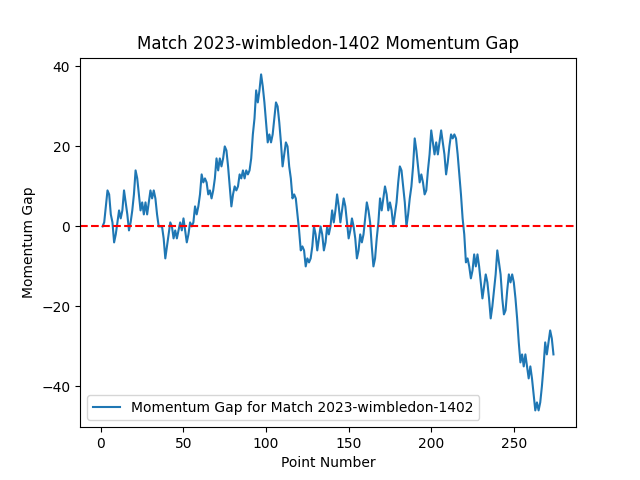 Match 2023-wimbledon-1402 Momentum Gap
40
20
0
−20
−40
Momentum Gap
Momentum Gap for Match 2023-wimbledon-1402
0 50 100 150 200 250
Point Number